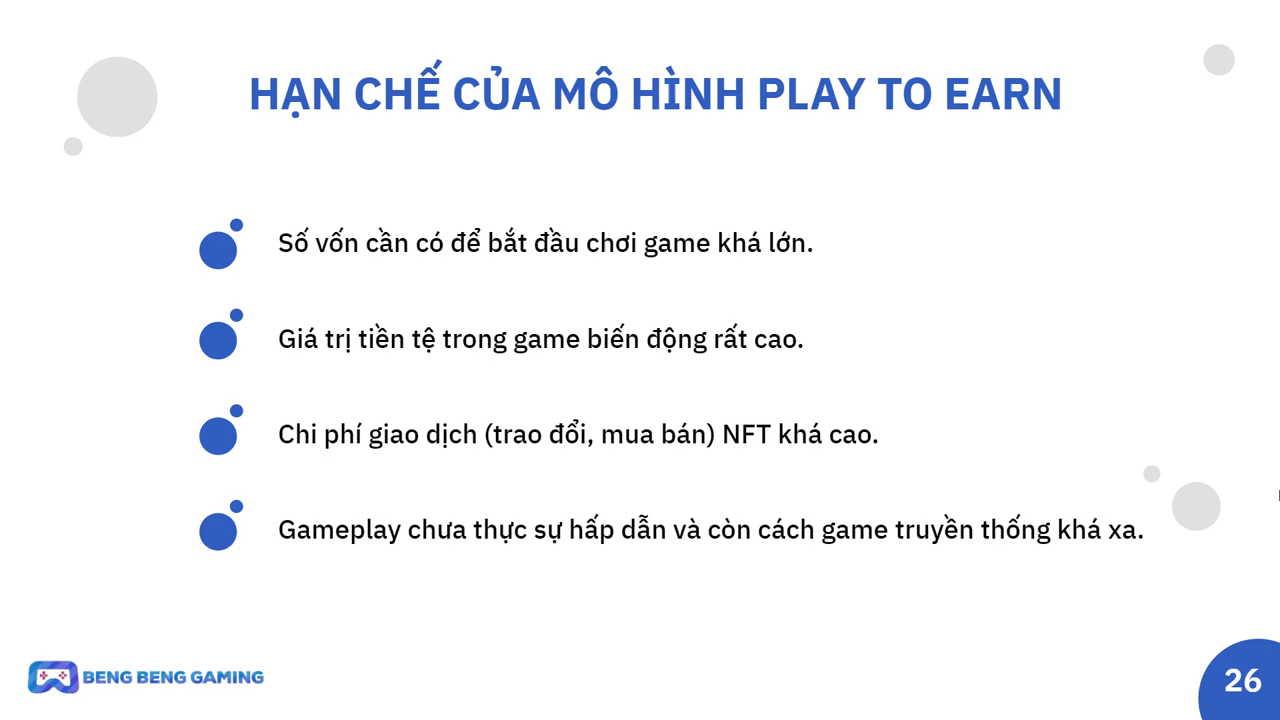 HẠN CHẾ CỦA MÔ HÌNH PLAY TO EARN
Số vốn cần có để bắt đầu chơi game khá lớn.
Giá trị tiền tệ trong game biến động rất cao.
Chi phí giao dịch (trao đổi, mua bán) NFT khá cao.
Gameplay chưa thực sự hấp dẫn và còn cách game truyền thống khá xa.
BENG BENG GAMING
26